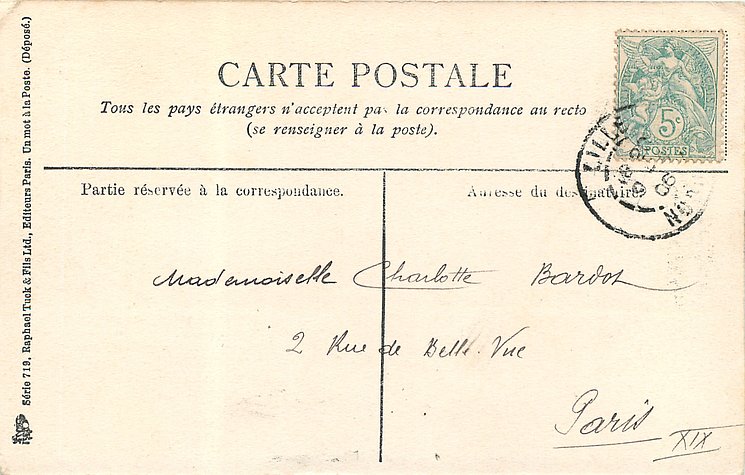 CARTE POSTALE
Tous les pays étrangers n'acceptent pas la correspondance au recto
(se renseigner à la poste).
5c
POSTES
LILLE
NORD
Partie réservée à la correspondance.
Adresse du destinataire.
Mademoiselle Charlotte Bardot
2 Rue de Belle-Vue
Paris XIX
Série 719. Raphael Tuck & Fils Ltd., Editeurs Paris. Un mot à la Poste. (Déposé.)